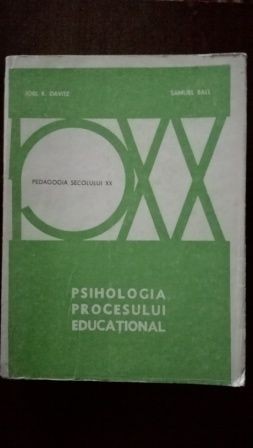 JOEL R. DAVITZ
SAMUEL BALL
PEDAGOGIA SECOLULUI XX
PSIHOLOGIA
PROCESULUI
EDUCAȚIONAL